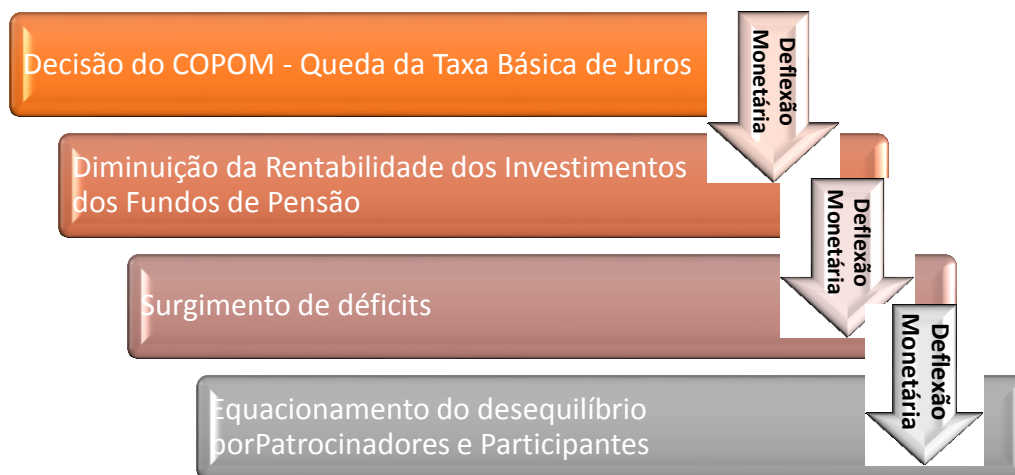 Decisão do COPOM - Queda da Taxa Básica de Juros
Deflexão
Monetária
Diminuição da Rentabilidade dos Investimentos
dos Fundos de Pensão
Deflexão
Monetária
Surgimento de déficits
Deflexão
Monetária
Equacionamento do desequilíbrio
porPatrocinadores e Participantes